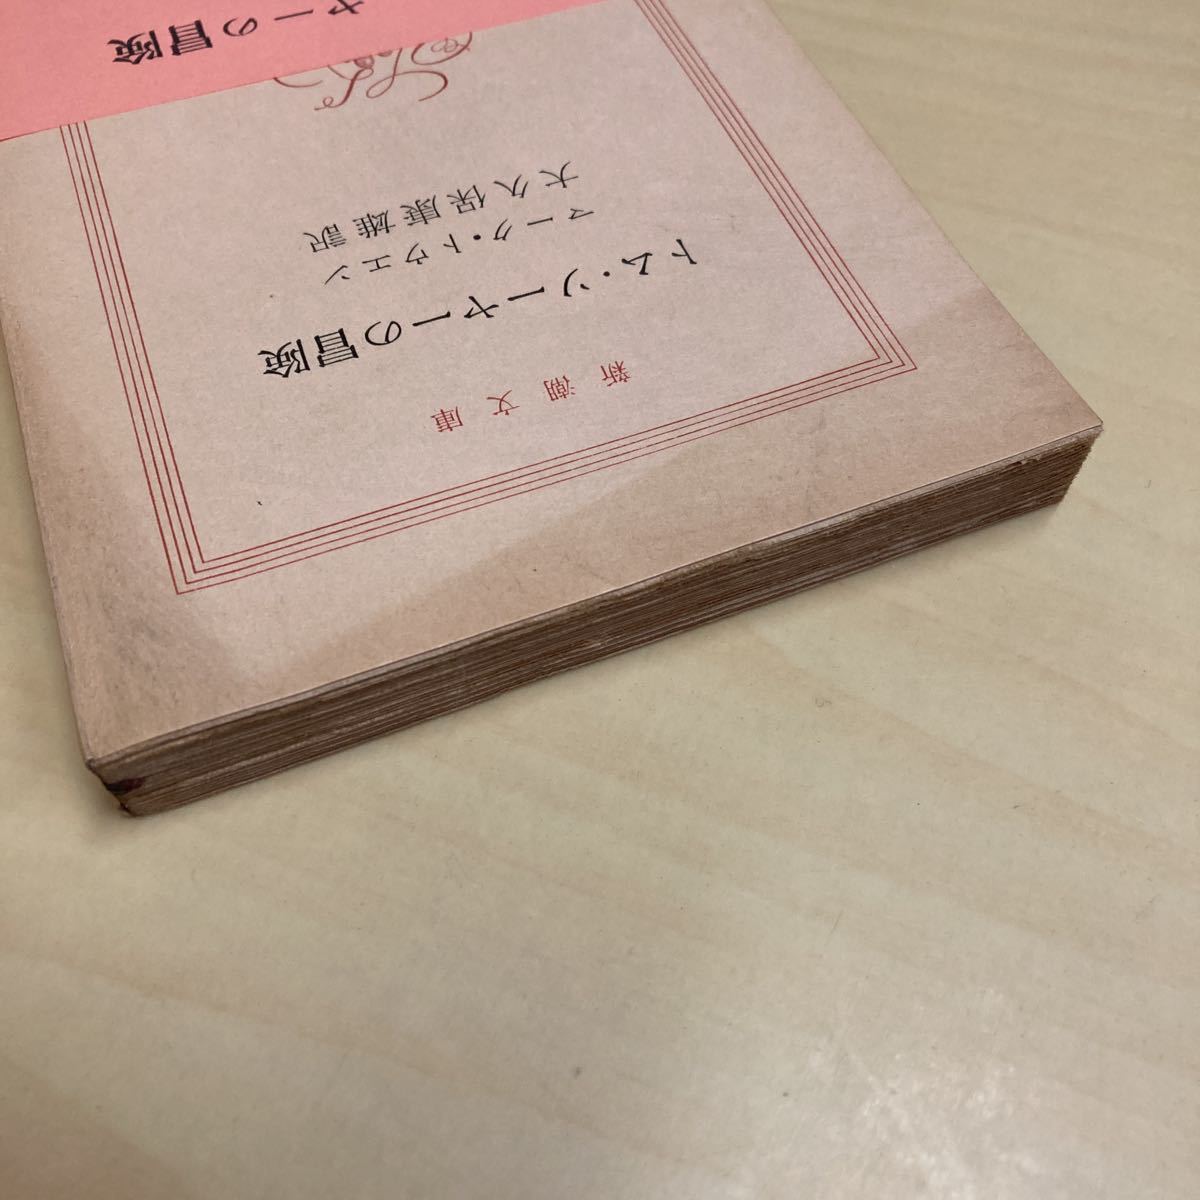 新潮文庫
トム・ソーヤーの冒険
マーク・トウェン
大久保康雄訳
ヤーの冒険